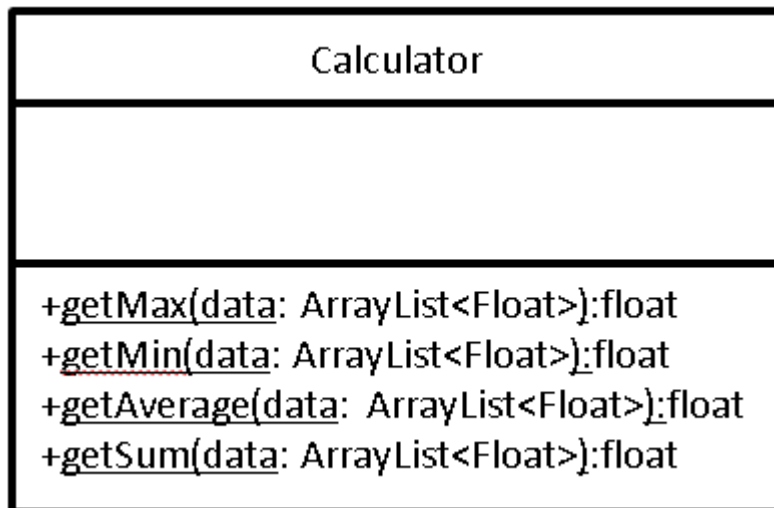 Calculator
+getMax(data: ArrayList<Float>):float
+getMin(data: ArrayList<Float>):float
+getAverage(data: ArrayList<Float>):float
+getSum(data: ArrayList<Float>):float